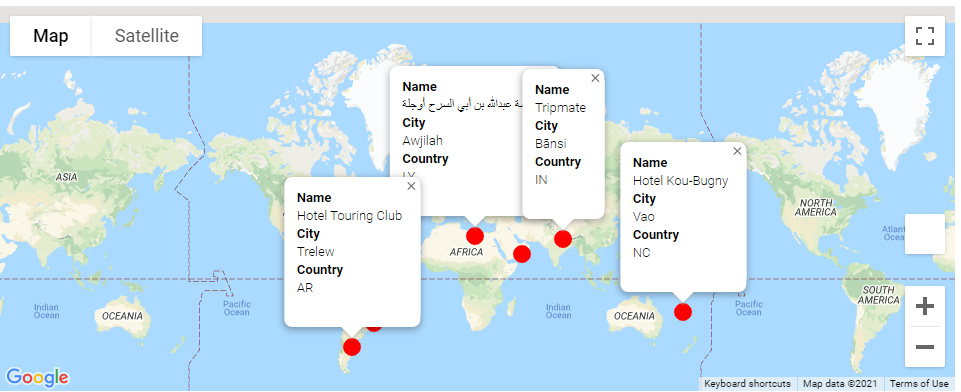 Map
Satellite
Name
ـة عبدالله بن أبي السرح أوجلة
City
Awjilah
Country
LY
Name
Tripmate
City
Bānsi
Country
IN
Name
Hotel Kou-Bugny
City
Vao
Country
NC
Name
Hotel Touring Club
City
Trelew
Country
AR
ASIA
AFRICA
NORTH
AMERICA
Atlantic
Ocea
SOUTH
AMERICA
Indian
Ocean
OCEANIA
Pacific
Ocean
Indian
Ocean
OCEANIA
Pacific
Ocean
Google
Keyboard shortcuts
Map data ©2021
Terms of Use